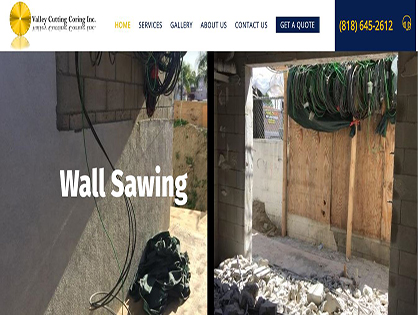 Valley Cutting Coring Inc.
HOME SERVICES GALLERY ABOUT US CONTACT US GET A QUOTE
(818) 645-2612
Wall Sawing